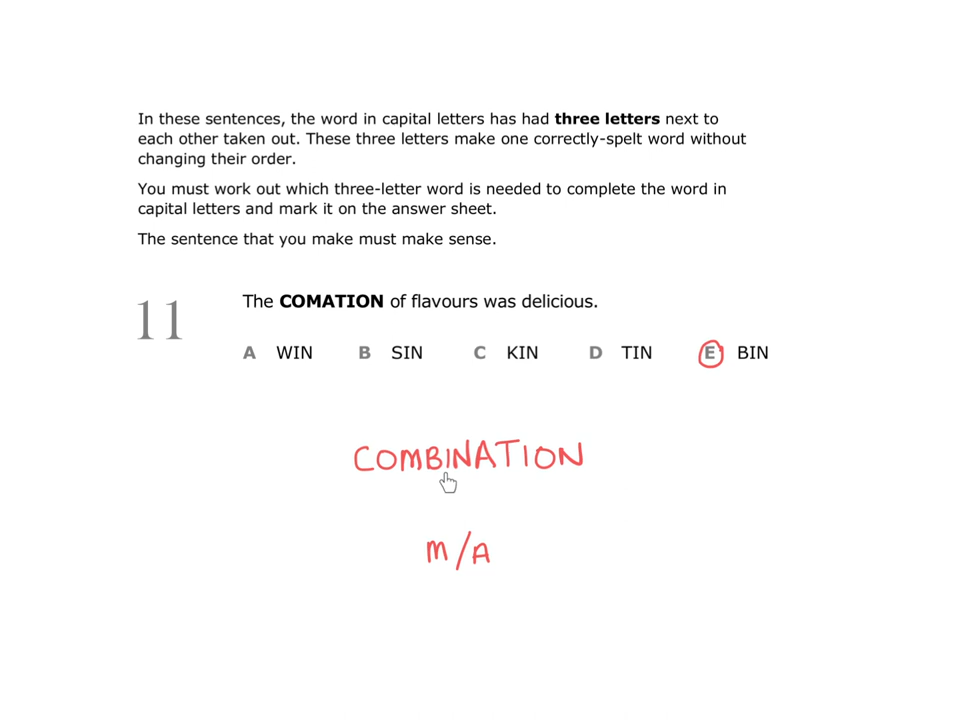 In these sentences, the word in capital letters has had three letters next to
each other taken out. These three letters make one correctly-spelt word without
changing their order.
You must work out which three-letter word is needed to complete the word in
capital letters and mark it on the answer sheet.
The sentence that you make must make sense.
11 The COMATION of flavours was delicious.
A WIN B SIN C KIN D TIN E BIN
COMBINATION
M/A